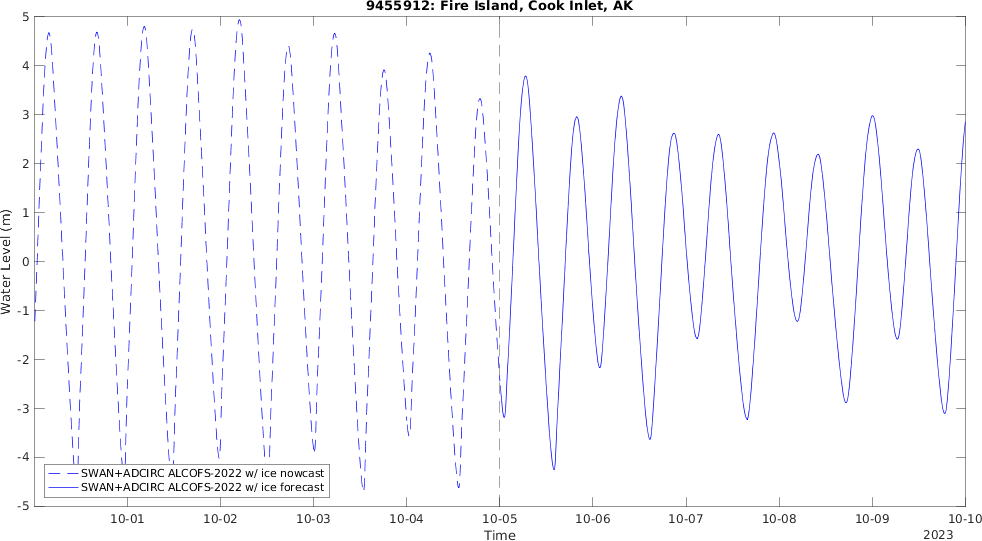 9455912: Fire Island, Cook Inlet, AK
5
4
3
2
1
0
-1
-2
-3
-4
-5
Water Level (m)
SWAN+ADCIRC ALCOFS-2022 w/ ice nowcast
SWAN+ADCIRC ALCOFS-2022 w/ ice forecast
10-01 10-02 10-03 10-04 10-05 10-06 10-07 10-08 10-09 10-10
Time
2023